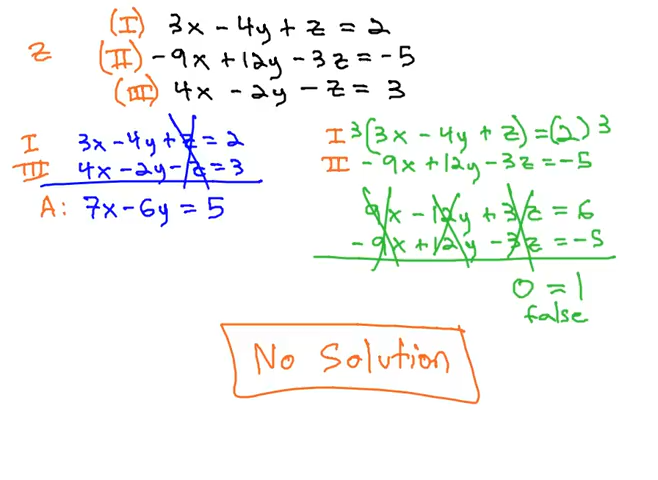 (I) 3x - 4y + z = 2
z (II) -9x + 12y - 3z = -5
(III) 4x - 2y - z = 3
I 3x - 4y + z = 2
III 4x - 2y - z = 3
A: 7x - 6y = 5
I 3(3x - 4y + z) = (2) 3
II -9x + 12y - 3z = -5
9x - 12y + 3z = 6
-9x + 12y - 3z = -5
0 = 1
false
No Solution